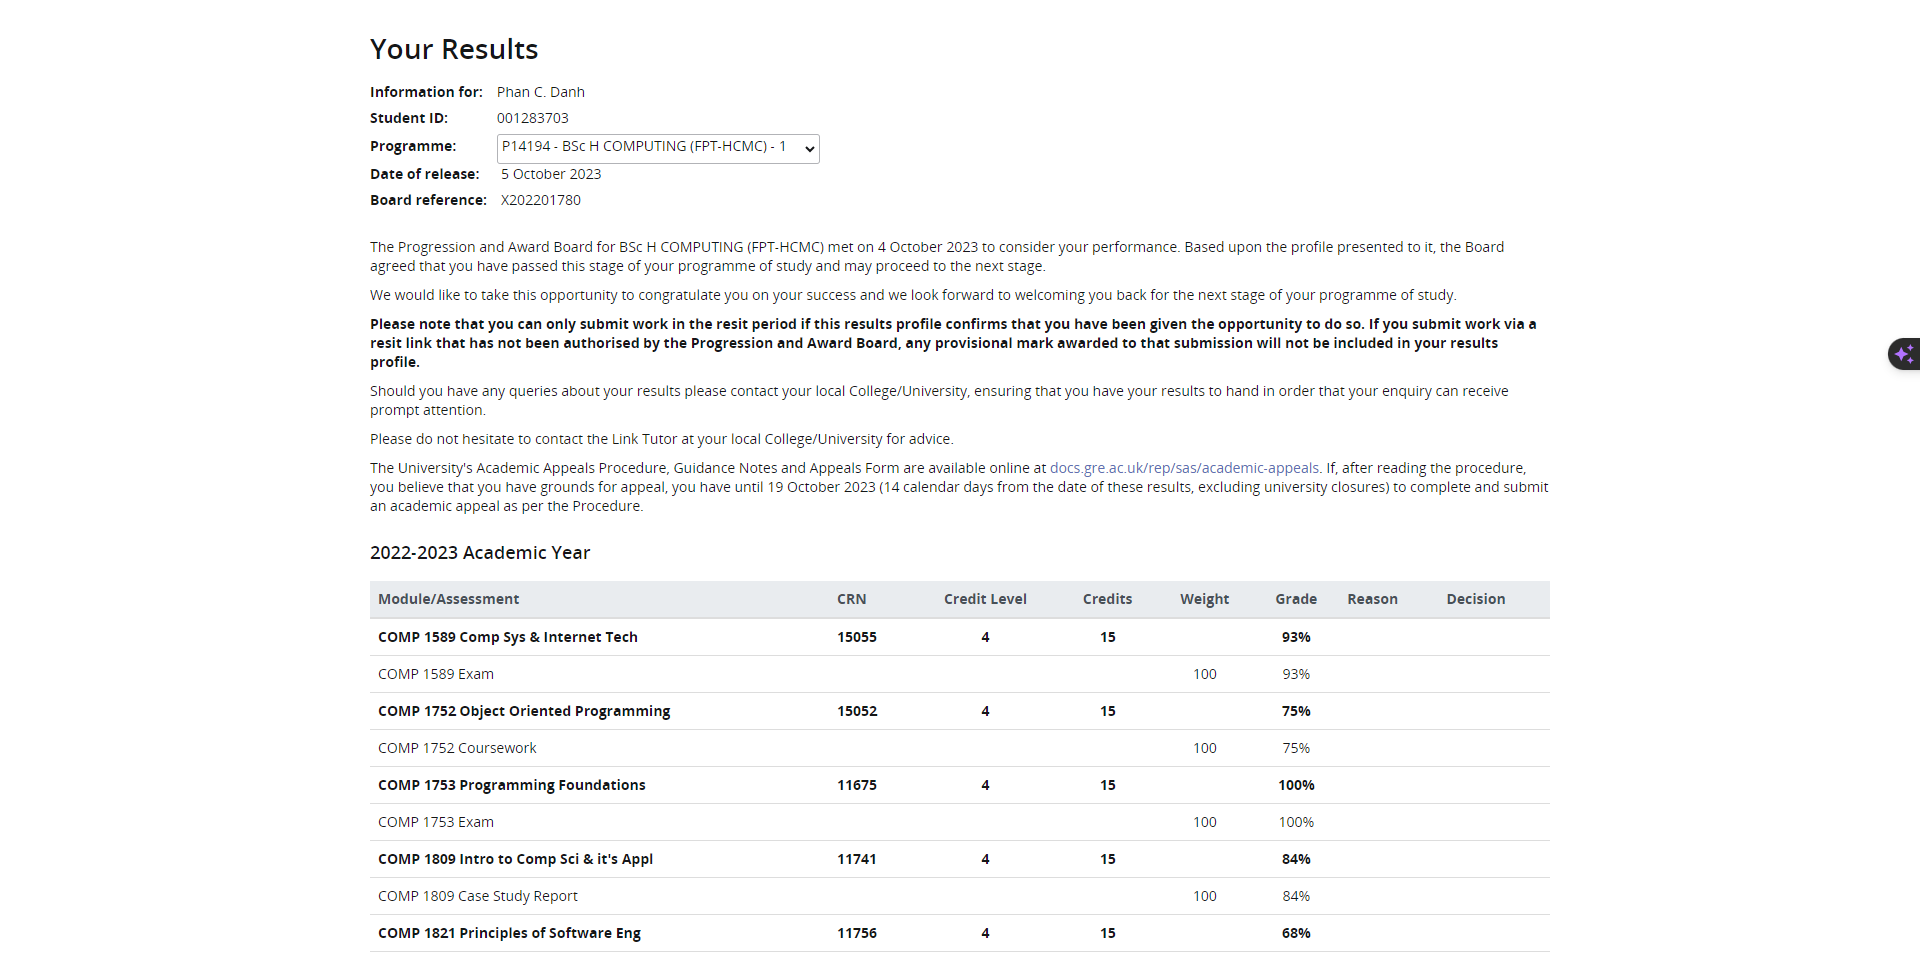 Your Results
Information for: Phan C. Danh
Student ID: 001283703
Programme: P14194 - BSc H COMPUTING (FPT-HCMC) - 1
Date of release: 5 October 2023
Board reference: X202201780
The Progression and Award Board for BSc H COMPUTING (FPT-HCMC) met on 4 October 2023 to consider your performance. Based upon the profile presented to it, the Board
agreed that you have passed this stage of your programme of study and may proceed to the next stage.
We would like to take this opportunity to congratulate you on your success and we look forward to welcoming you back for the next stage of your programme of study.
Please note that you can only submit work in the resit period if this results profile confirms that you have been given the opportunity to do so. If you submit work via a
resit link that has not been authorised by the Progression and Award Board, any provisional mark awarded to that submission will not be included in your results
profile.
Should you have any queries about your results please contact your local College/University, ensuring that you have your results to hand in order that your enquiry can receive
prompt attention.
Please do not hesitate to contact the Link Tutor at your local College/University for advice.
The University's Academic Appeals Procedure, Guidance Notes and Appeals Form are available online at docs.gre.ac.uk/rep/sas/academic-appeals. If, after reading the procedure,
you believe that you have grounds for appeal, you have until 19 October 2023 (14 calendar days from the date of these results, excluding university closures) to complete and submit
an academic appeal as per the Procedure.
2022-2023 Academic Year
Module/Assessment CRN Credit Level Credits Weight Grade Reason Decision
COMP 1589 Comp Sys & Internet Tech 15055 4 15 93%
COMP 1589 Exam 100 93%
COMP 1752 Object Oriented Programming 15052 4 15 75%
COMP 1752 Coursework 100 75%
COMP 1753 Programming Foundations 11675 4 15 100%
COMP 1753 Exam 100 100%
COMP 1809 Intro to Comp Sci & it's Appl 11741 4 15 84%
COMP 1809 Case Study Report 100 84%
COMP 1821 Principles of Software Eng 11756 4 15 68%